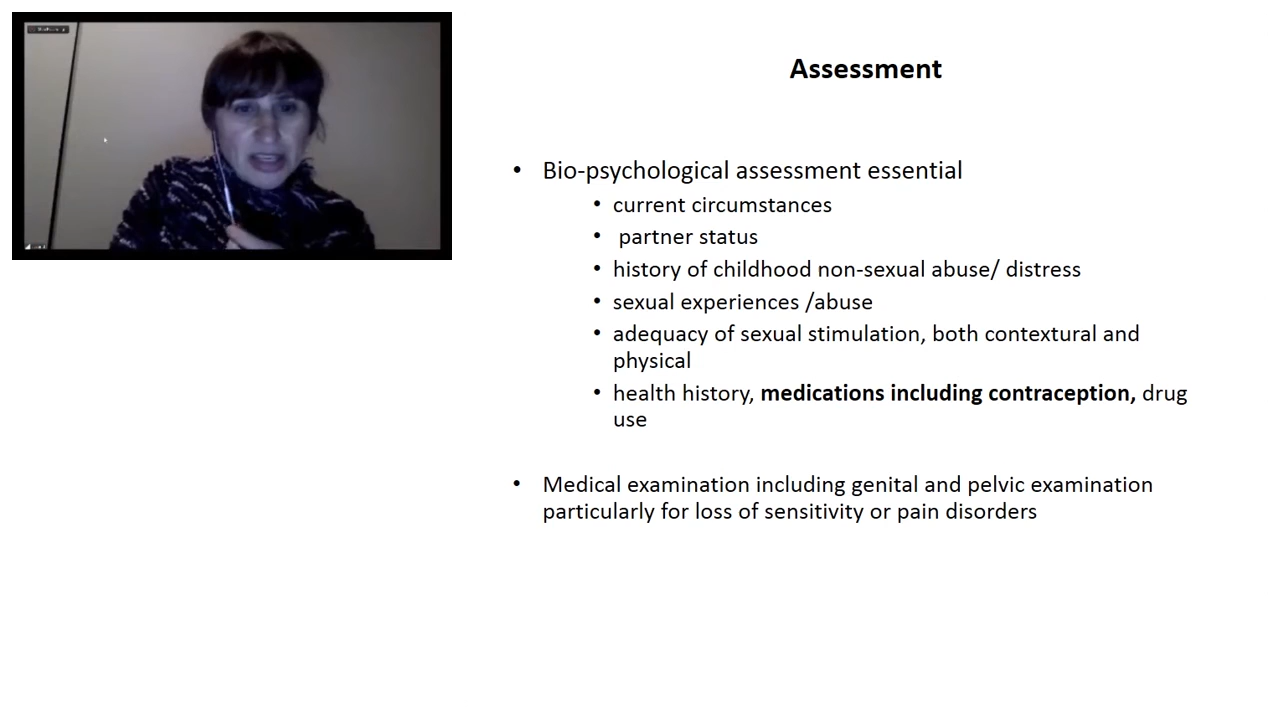 Assessment
• Bio-psychological assessment essential
• current circumstances
• partner status
• history of childhood non-sexual abuse/ distress
• sexual experiences /abuse
• adequacy of sexual stimulation, both contextural and
physical
• health history, medications including contraception, drug
use
• Medical examination including genital and pelvic examination
particularly for loss of sensitivity or pain disorders